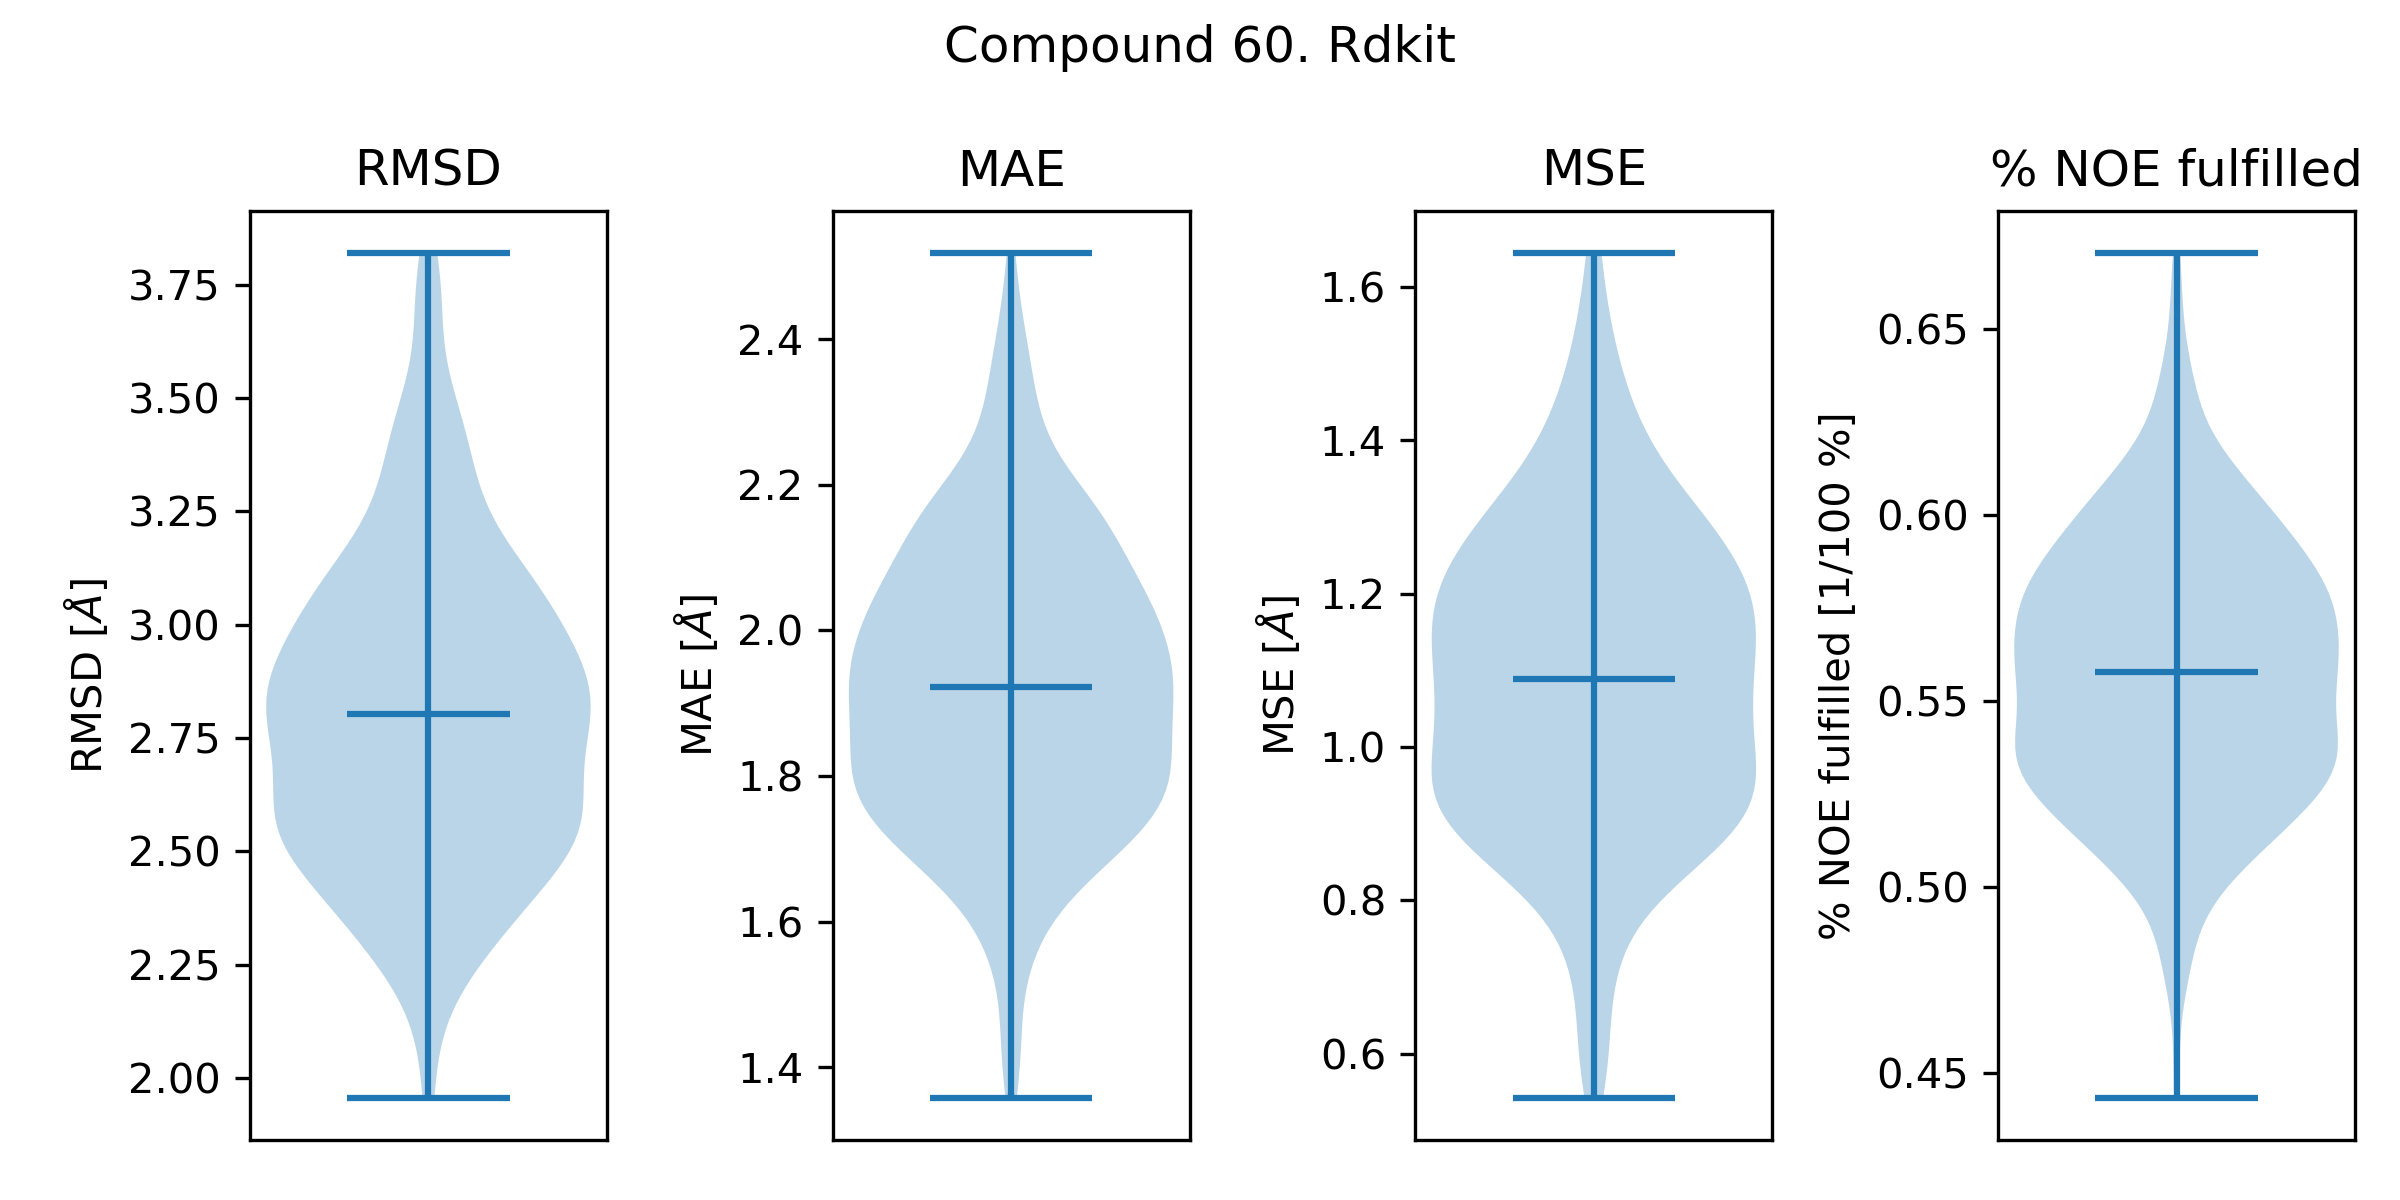 Compound 60. Rdkit
RMSD
RMSD [Å]
3.75
3.50
3.25
3.00
2.75
2.50
2.25
2.00
MAE
MAE [Å]
2.4
2.2
2.0
1.8
1.6
1.4
MSE
MSE [Å]
1.6
1.4
1.2
1.0
0.8
0.6
% NOE fulfilled
% NOE fulfilled [1/100 %]
0.65
0.60
0.55
0.50
0.45